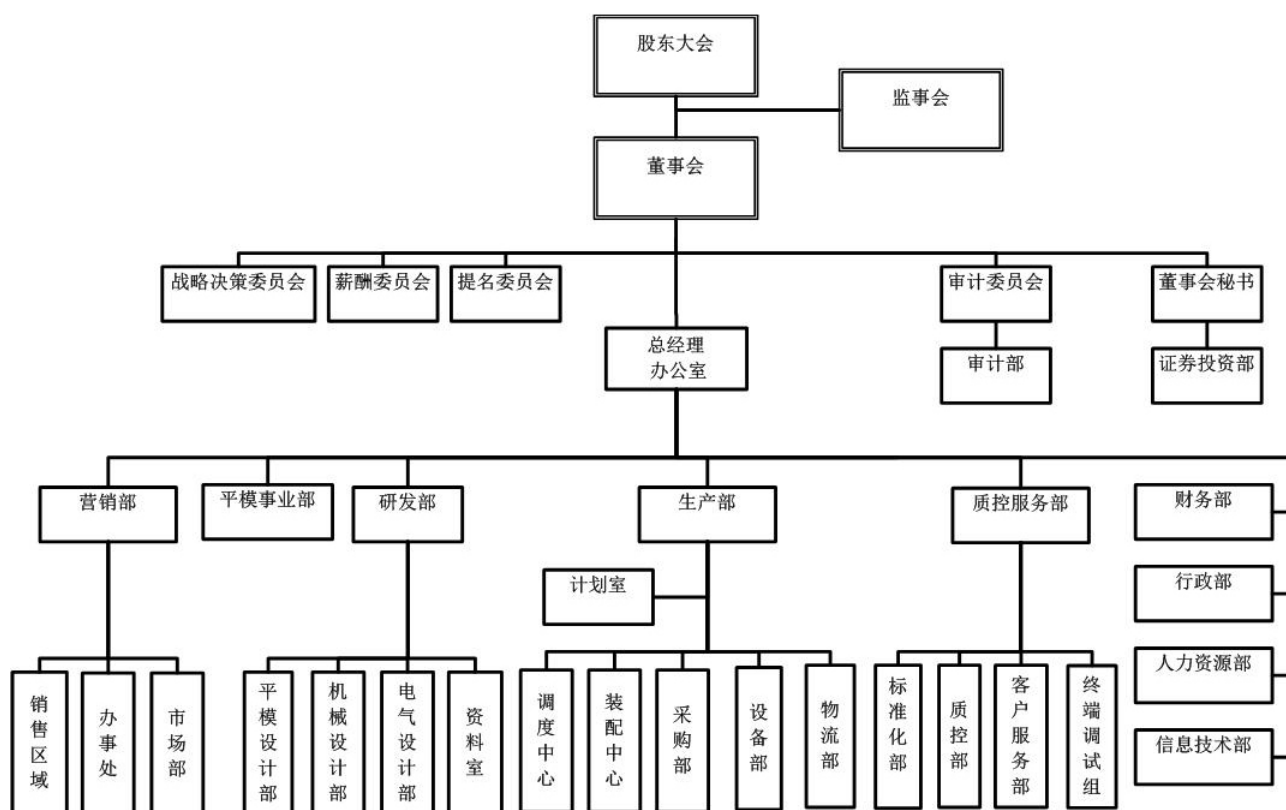 股东大会
监事会
董事会
战略决策委员会
薪酬委员会
提名委员会
审计委员会
董事会秘书
总经理
办公室
审计部
证券投资部
营销部
平模事业部
研发部
生产部
质控服务部
财务部
计划室
行政部
人力资源部
信息技术部
销售区域
办事处
市场部
平模设计部
机械设计部
电气设计部
资料室
调度中心
装配中心
采购部
设备部
物流部
标准化部
质控部
客户服务部
终端调试组